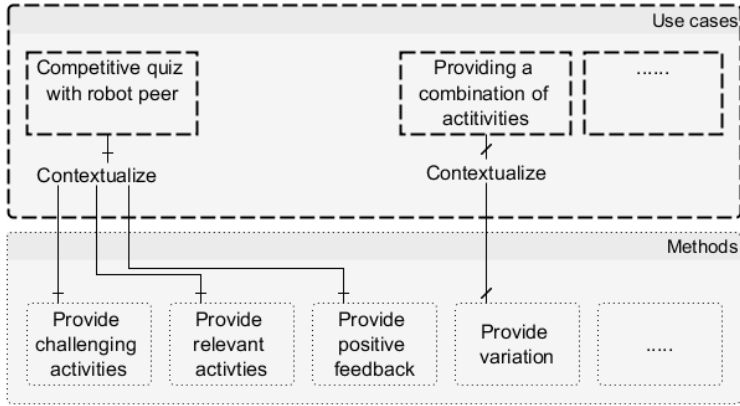 Use cases
Competitive quiz
with robot peer
Providing a
combination of
actitivities
......
Contextualize
Contextualize
Methods
Provide
challenging
activities
Provide
relevant
activties
Provide
positive
feedback
Provide
variation
.....